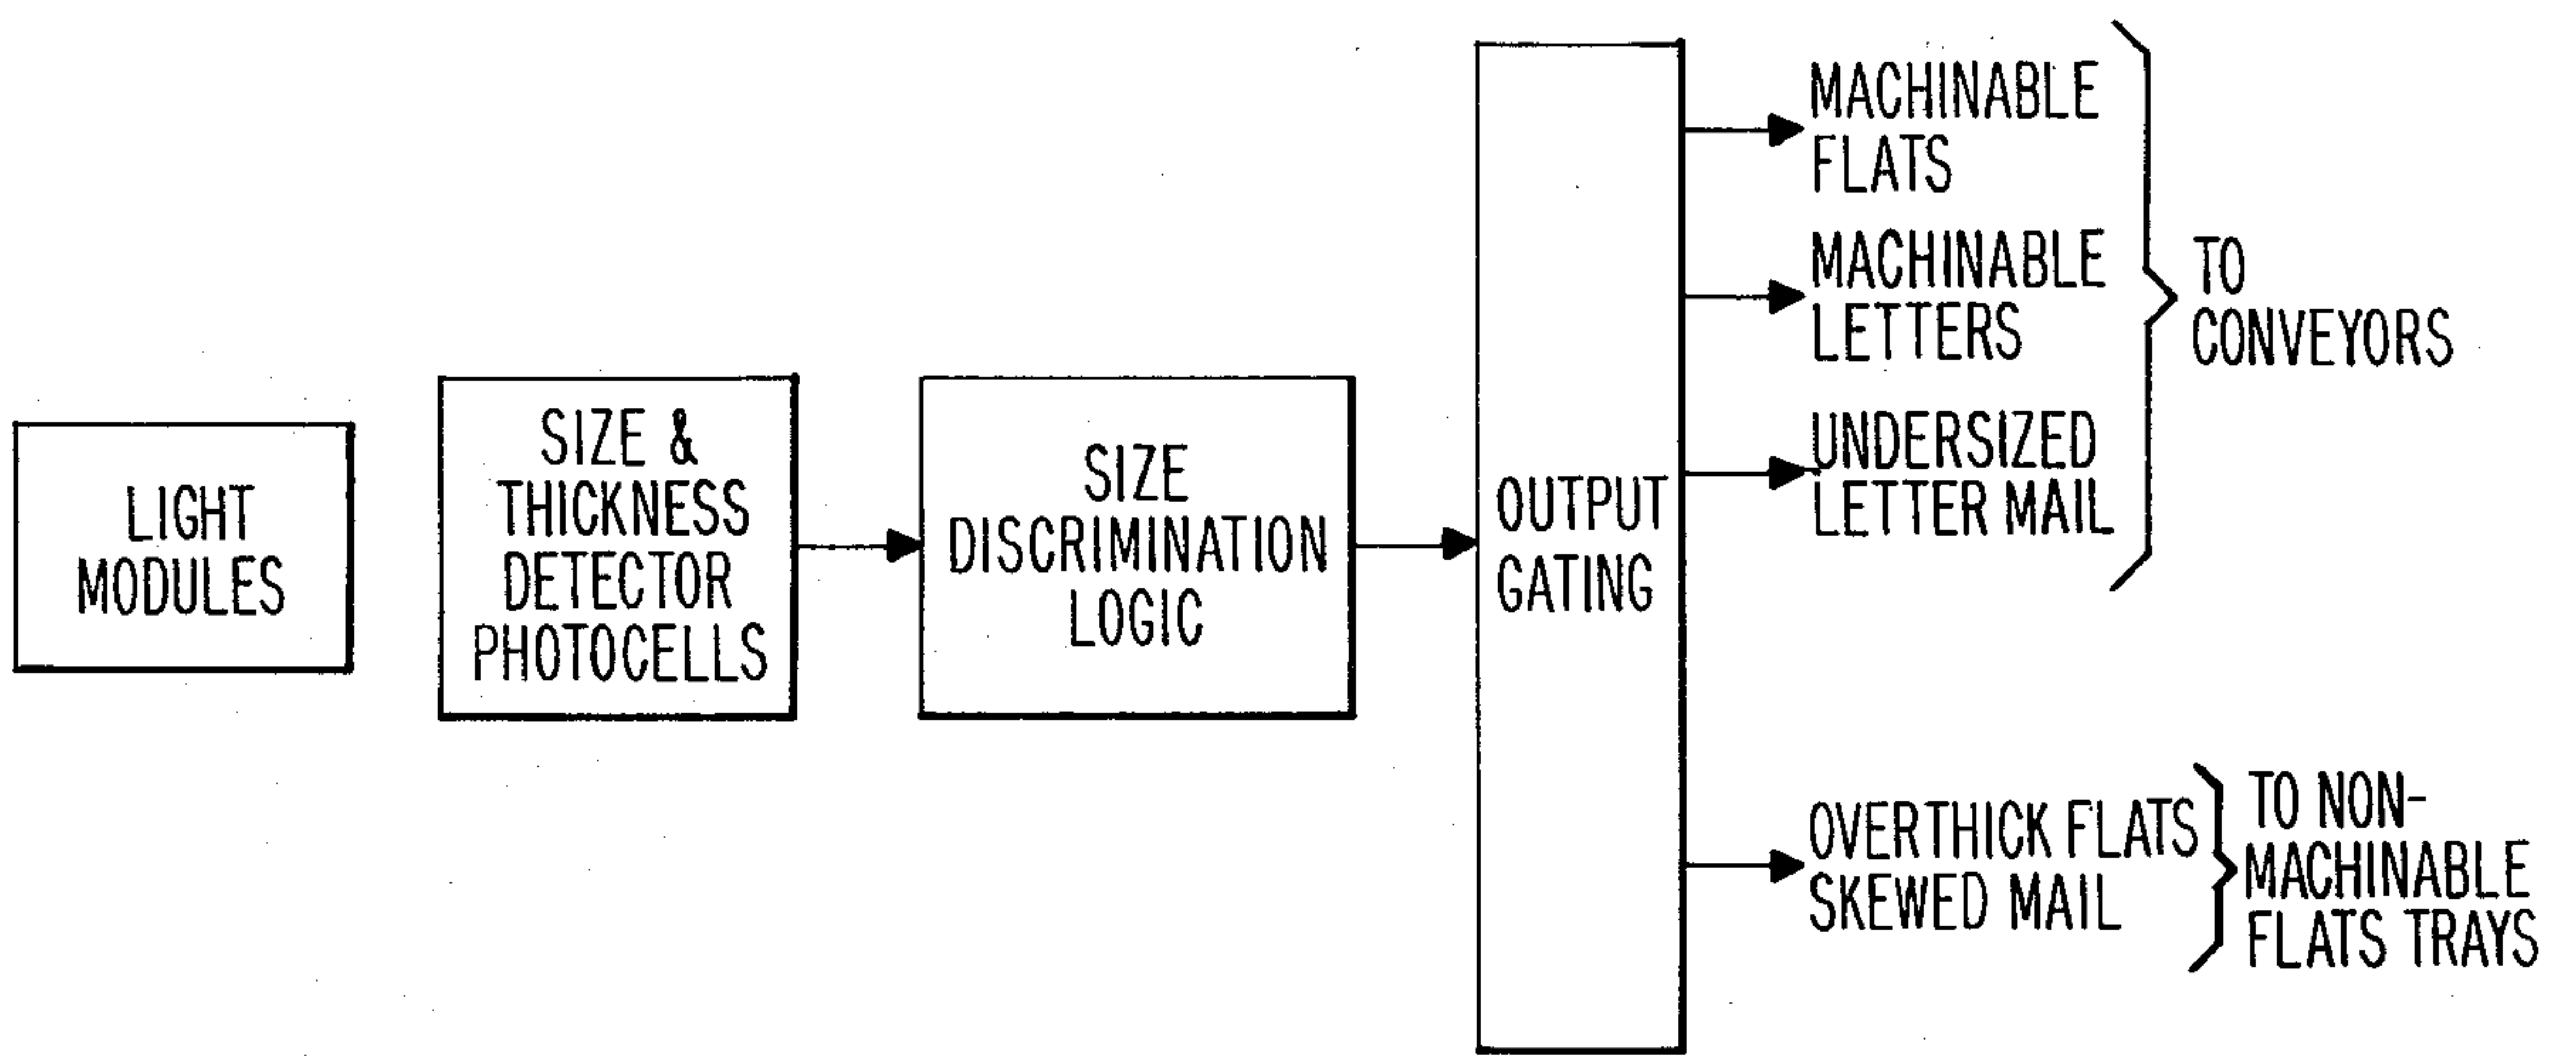 LIGHT
MODULES
SIZE &
THICKNESS
DETECTOR
PHOTOCELLS
SIZE
DISCRIMINATION
LOGIC
OUTPUT
GATING
MACHINABLE
FLATS
MACHINABLE
LETTERS
UNDERSIZED
LETTER MAIL
TO
CONVEYORS
OVERTHICK FLATS
SKEWED MAIL
TO NON-
MACHINABLE
FLATS TRAYS